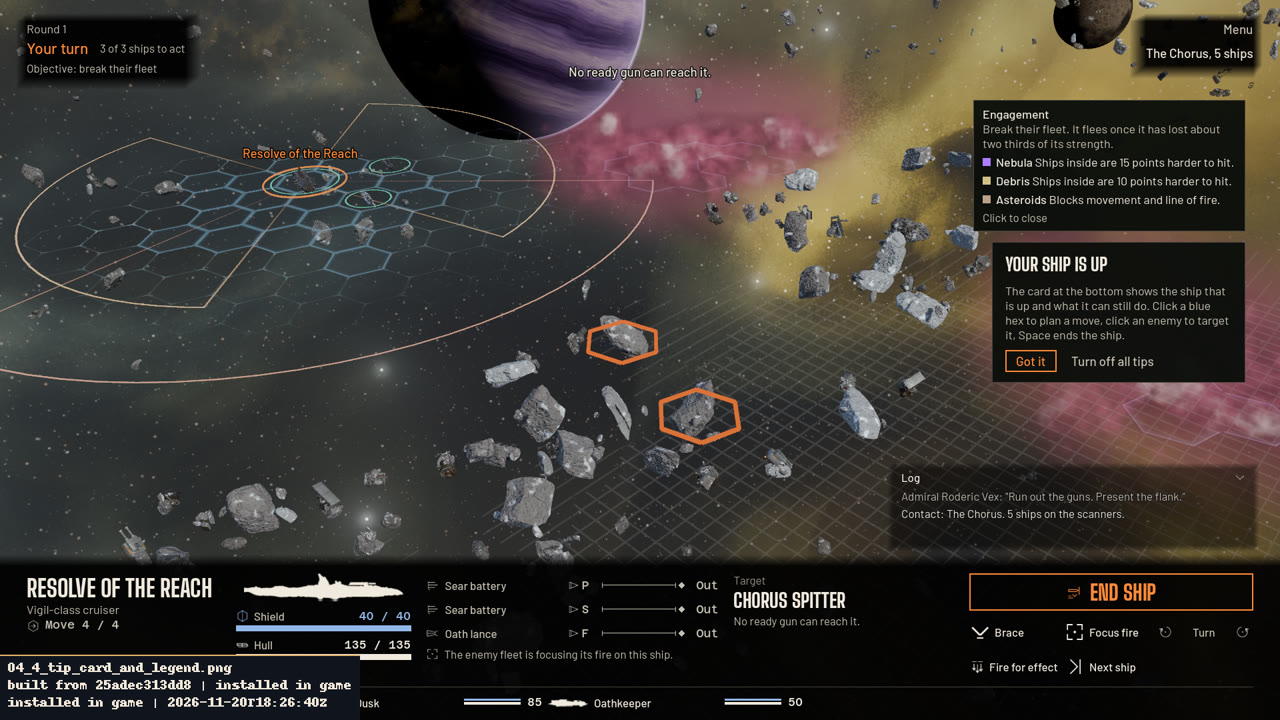 Round 1
Your turn 3 of 3 ships to act
Objective: break their fleet
No ready gun can reach it.
Menu
The Chorus, 5 ships
Engagement
Break their fleet. It flees once it has lost about
two thirds of its strength.
Nebula Ships inside are 15 points harder to hit.
Debris Ships inside are 10 points harder to hit.
Asteroids Blocks movement and line of fire.
Click to close
Resolve of the Reach
YOUR SHIP IS UP
The card at the bottom shows the ship that
is up and what it can still do. Click a blue
hex to plan a move, click an enemy to target
it, Space ends the ship.
Got it Turn off all tips
Log
Admiral Roderic Vex: "Run out the guns. Present the flank."
Contact: The Chorus. 5 ships on the scanners.
RESOLVE OF THE REACH
Vigil-class cruiser
Move 4 / 4
Shield 40 / 40
Hull 135 / 135
Sear battery P Out
Sear battery S Out
Oath lance F Out
The enemy fleet is focusing its fire on this ship.
Target
CHORUS SPITTER
No ready gun can reach it.
END SHIP
Brace Focus fire Turn
Fire for effect Next ship
04_4_tip_card_and_legend.png
built from 25adec313dd8 | installed in game
installed in game | 2026-11-20T18:26:40Z
85 Oathkeeper 50